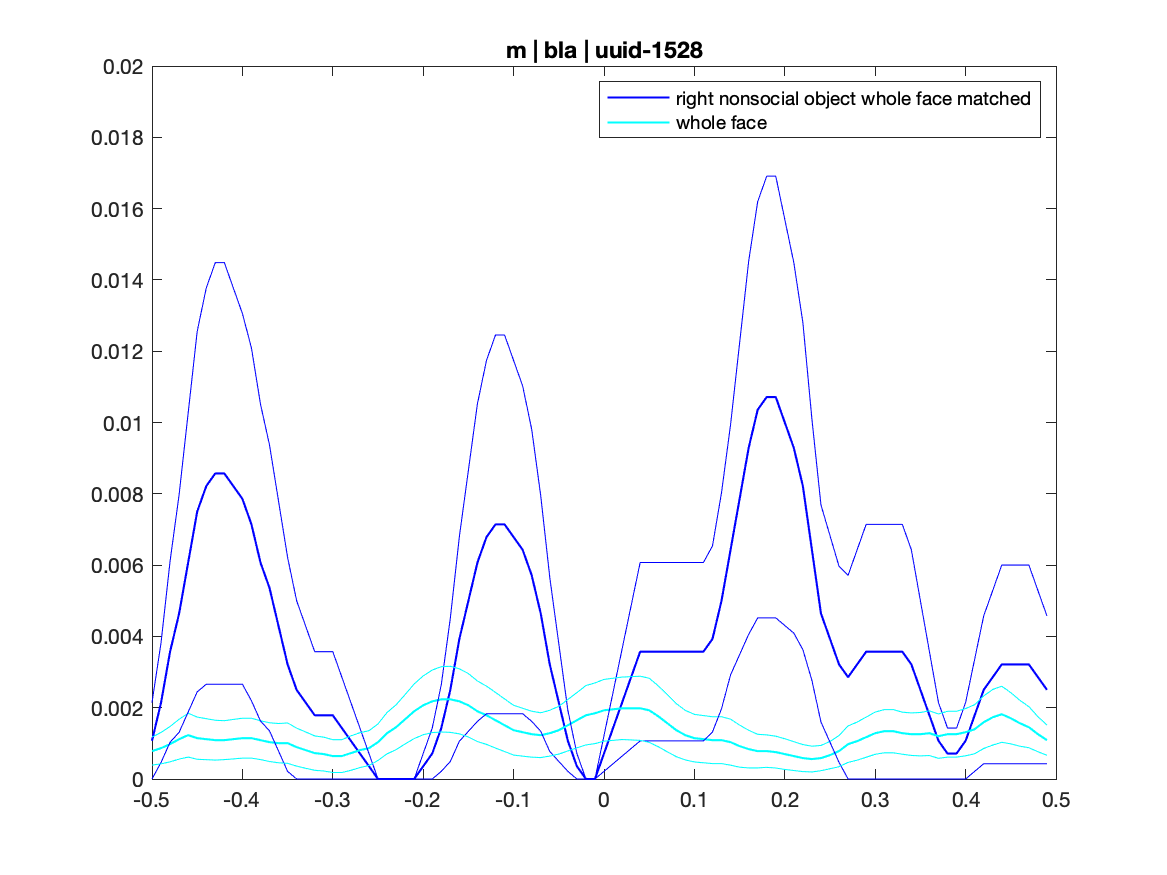 m | bla | uuid-1528
right nonsocial object whole face matched
whole face
0.02
0.018
0.016
0.014
0.012
0.01
0.008
0.006
0.004
0.002
0
-0.5 -0.4 -0.3 -0.2 -0.1 0 0.1 0.2 0.3 0.4 0.5